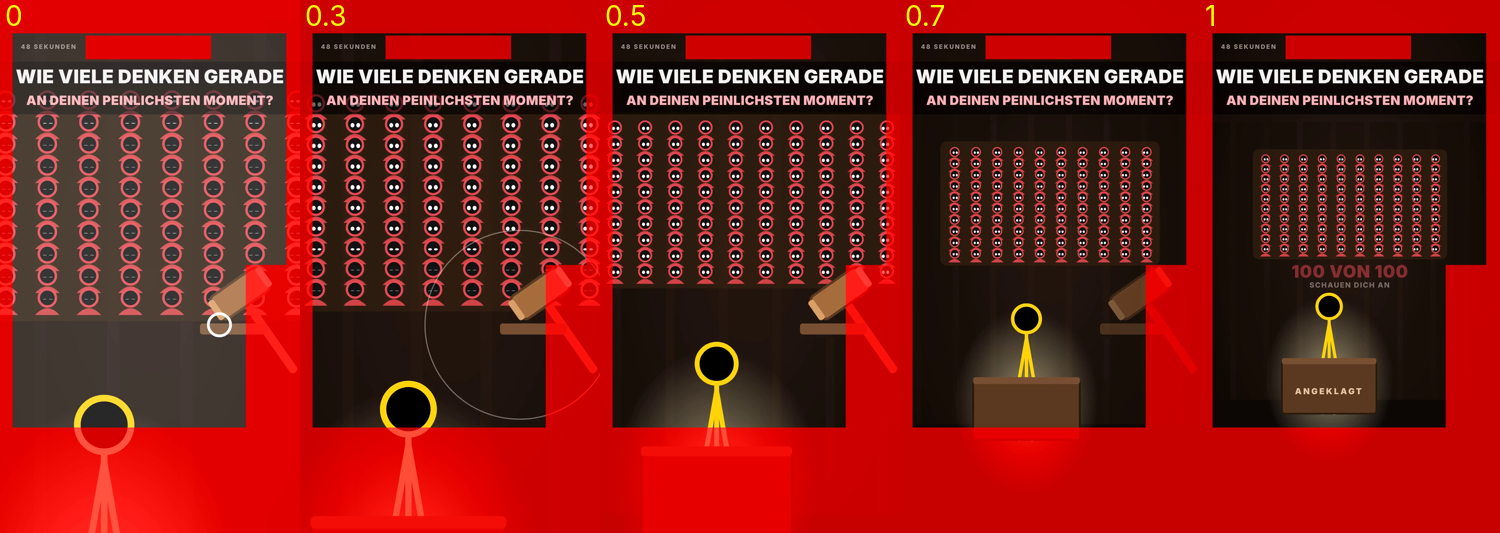 0
48 SEKUNDEN
WIE VIELE DENKEN GERADE
AN DEINEN PEINLICHSTEN MOMENT?
0.3
48 SEKUNDEN
WIE VIELE DENKEN GERADE
AN DEINEN PEINLICHSTEN MOMENT?
0.5
48 SEKUNDEN
WIE VIELE DENKEN GERADE
AN DEINEN PEINLICHSTEN MOMENT?
0.7
48 SEKUNDEN
WIE VIELE DENKEN GERADE
AN DEINEN PEINLICHSTEN MOMENT?
1
48 SEKUNDEN
WIE VIELE DENKEN GERADE
AN DEINEN PEINLICHSTEN MOMENT?
100 VON 100
SCHAUEN DICH AN
ANGEKLAGT